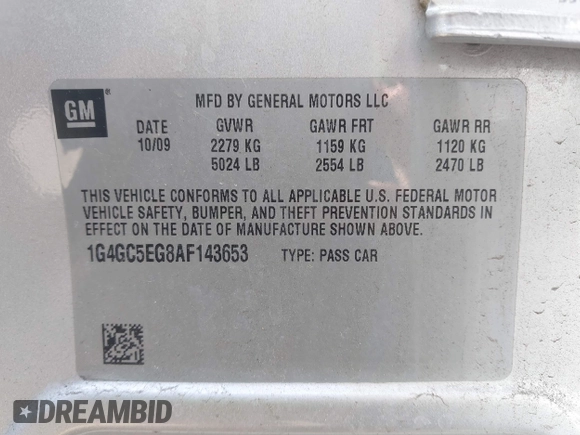 GM
®
MFD BY GENERAL MOTORS LLC
DATE GVWR GAWR FRT GAWR RR
10/09 2279 KG 1159 KG 1120 KG
5024 LB 2554 LB 2470 LB
THIS VEHICLE CONFORMS TO ALL APPLICABLE U.S. FEDERAL MOTOR
VEHICLE SAFETY, BUMPER, AND THEFT PREVENTION STANDARDS IN
EFFECT ON THE DATE OF MANUFACTURE SHOWN ABOVE.
1G4GC5EG8AF143653 TYPE: PASS CAR
DREAMBID